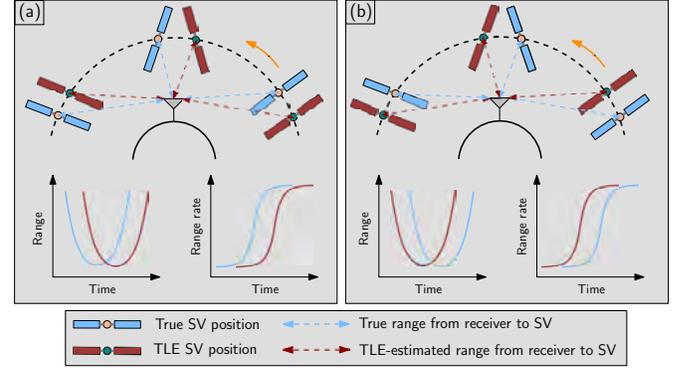 (a)
(b)
Range
Time
Range rate
Time
Range
Time
Range rate
Time
True SV position
True range from receiver to SV
TLE SV position
TLE-estimated range from receiver to SV